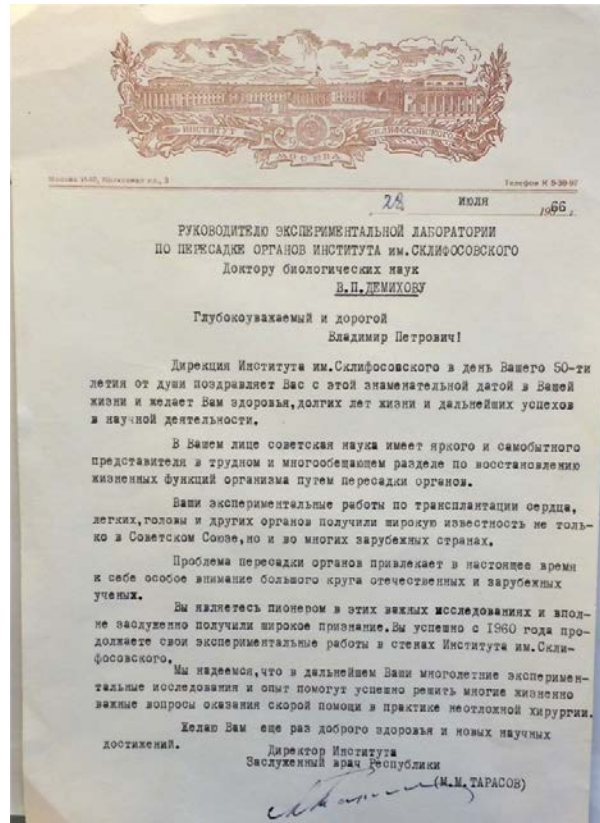 ИНСТИТУТ СКЛИФОСОВСКОГО
МОСКВА
Москва И-90, Колхозная пл., 3 Телефон К 5-38-97
28 июля 1966 г.
РУКОВОДИТЕЛЮ ЭКСПЕРИМЕНТАЛЬНОЙ ЛАБОРАТОРИИ
ПО ПЕРЕСАДКЕ ОРГАНОВ ИНСТИТУТА им.СКЛИФОСОВСКОГО
Доктору биологических наук
В.П.ДЕМИХОВУ
Глубокоуважаемый и дорогой
Владимир Петрович!
Дирекция Института им.Склифосовского в день Вашего 50-ти
летия от души поздравляет Вас с этой знаменательной датой в Вашей
жизни и желает Вам здоровья,долгих лет жизни и дальнейших успехов
в научной деятельности.
В Вашем лице советская наука имеет яркого и самобытного
представителя в трудном и многообещающем разделе по восстановлению
жизненных функций организма путем пересадки органов.
Ваши экспериментальные работы по трансплантации сердца,
легких,головы и других органов получили широкую известность не толь-
ко в Советском Союзе,но и во многих зарубежных странах.
Проблема пересадки органов привлекает в настоящее время
к себе особое внимание большого круга отечественных и зарубежных
ученых.
Вы являетесь пионером в этих важных исследованиях и впол-
не заслуженно получили широкое признание.Вы успешно с 1960 года про-
должаете свои экспериментальные работы в стенах Института им.Скли-
фосовского.
Мы надеемся,что в дальнейшем Ваши многолетние эксперимен-
тальные исследования и опыт помогут успешно решить многие жизненно
важные вопросы оказания скорой помощи в практике неотложной хирургии.
Желаю Вам еще раз доброго здоровья и новых научных
достижений.
Директор Института
Заслуженный врач Республики
(М.М.ТАРАСОВ)